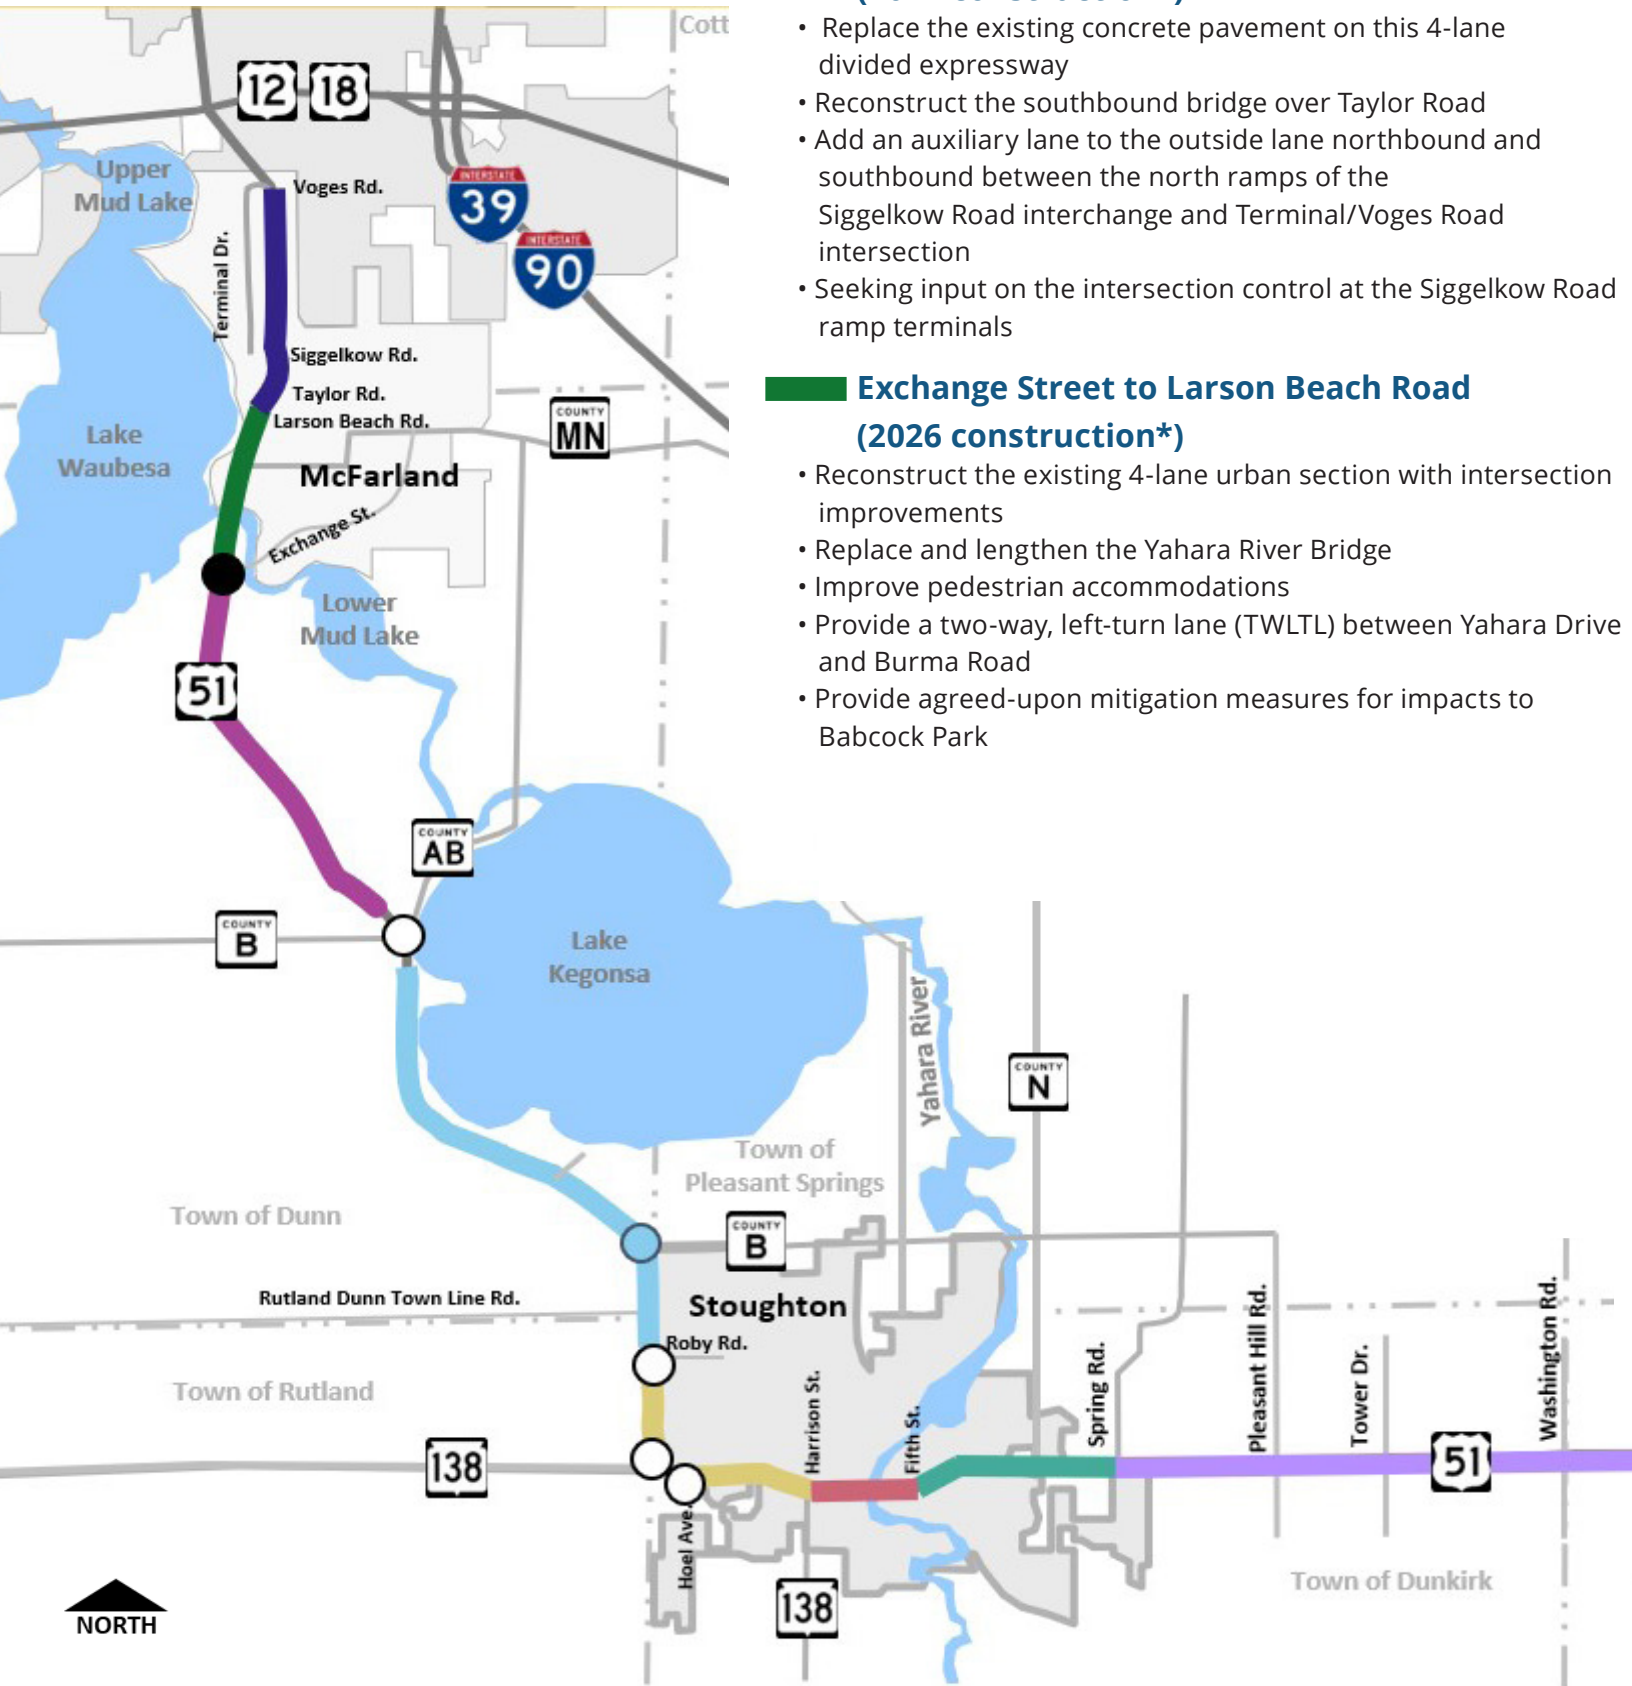 Cott
12 18
Upper
Mud Lake
Voges Rd.
INTERSTATE
39
INTERSTATE
90
Terminal Dr.
Siggelkow Rd.
Taylor Rd.
Larson Beach Rd.
COUNTY
MN
Lake
Waubesa
McFarland
Exchange St.
Lower
Mud Lake
51
COUNTY
AB
COUNTY
B
Lake
Kegonsa
Yahara River
COUNTY
N
Town of
Pleasant Springs
Town of Dunn
COUNTY
B
Rutland Dunn Town Line Rd.
Stoughton
Roby Rd.
Town of Rutland
138
Harrison St.
Fifth St.
Spring Rd.
Pleasant Hill Rd.
Tower Dr.
Washington Rd.
51
Hoel Ave.
138
Town of Dunkirk
NORTH
• Replace the existing concrete pavement on this 4-lane
divided expressway
• Reconstruct the southbound bridge over Taylor Road
• Add an auxiliary lane to the outside lane northbound and
southbound between the north ramps of the
Siggelkow Road interchange and Terminal/Voges Road
intersection
• Seeking input on the intersection control at the Siggelkow Road
ramp terminals
Exchange Street to Larson Beach Road
(2026 construction*)
• Reconstruct the existing 4-lane urban section with intersection
improvements
• Replace and lengthen the Yahara River Bridge
• Improve pedestrian accommodations
• Provide a two-way, left-turn lane (TWLTL) between Yahara Drive
and Burma Road
• Provide agreed-upon mitigation measures for impacts to
Babcock Park